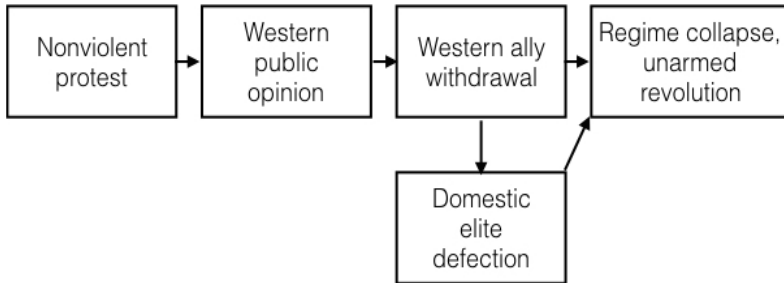 Nonviolent
protest
Western
public
opinion
Western ally
withdrawal
Regime collapse,
unarmed
revolution
Domestic
elite
defection